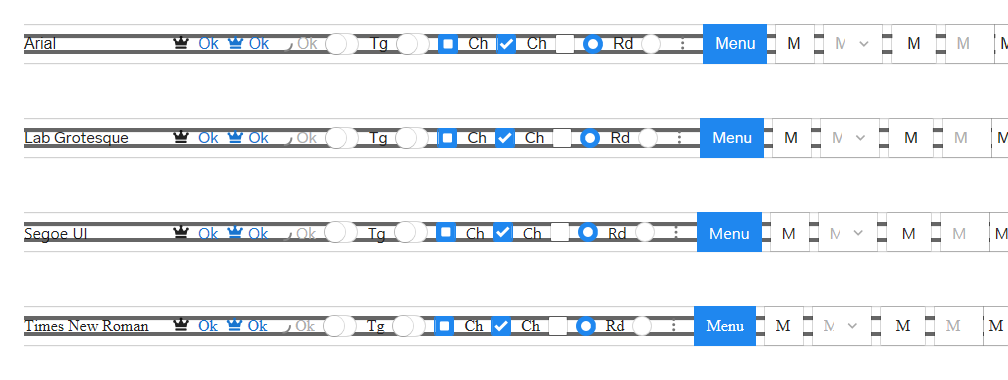 Arial Ok Ok Ok Tg Ch Ch Rd Menu M M M M M
Lab Grotesque Ok Ok Ok Tg Ch Ch Rd Menu M M M M M
Segoe UI Ok Ok Ok Tg Ch Ch Rd Menu M M M M M
Times New Roman Ok Ok Ok Tg Ch Ch Rd Menu M M M M M